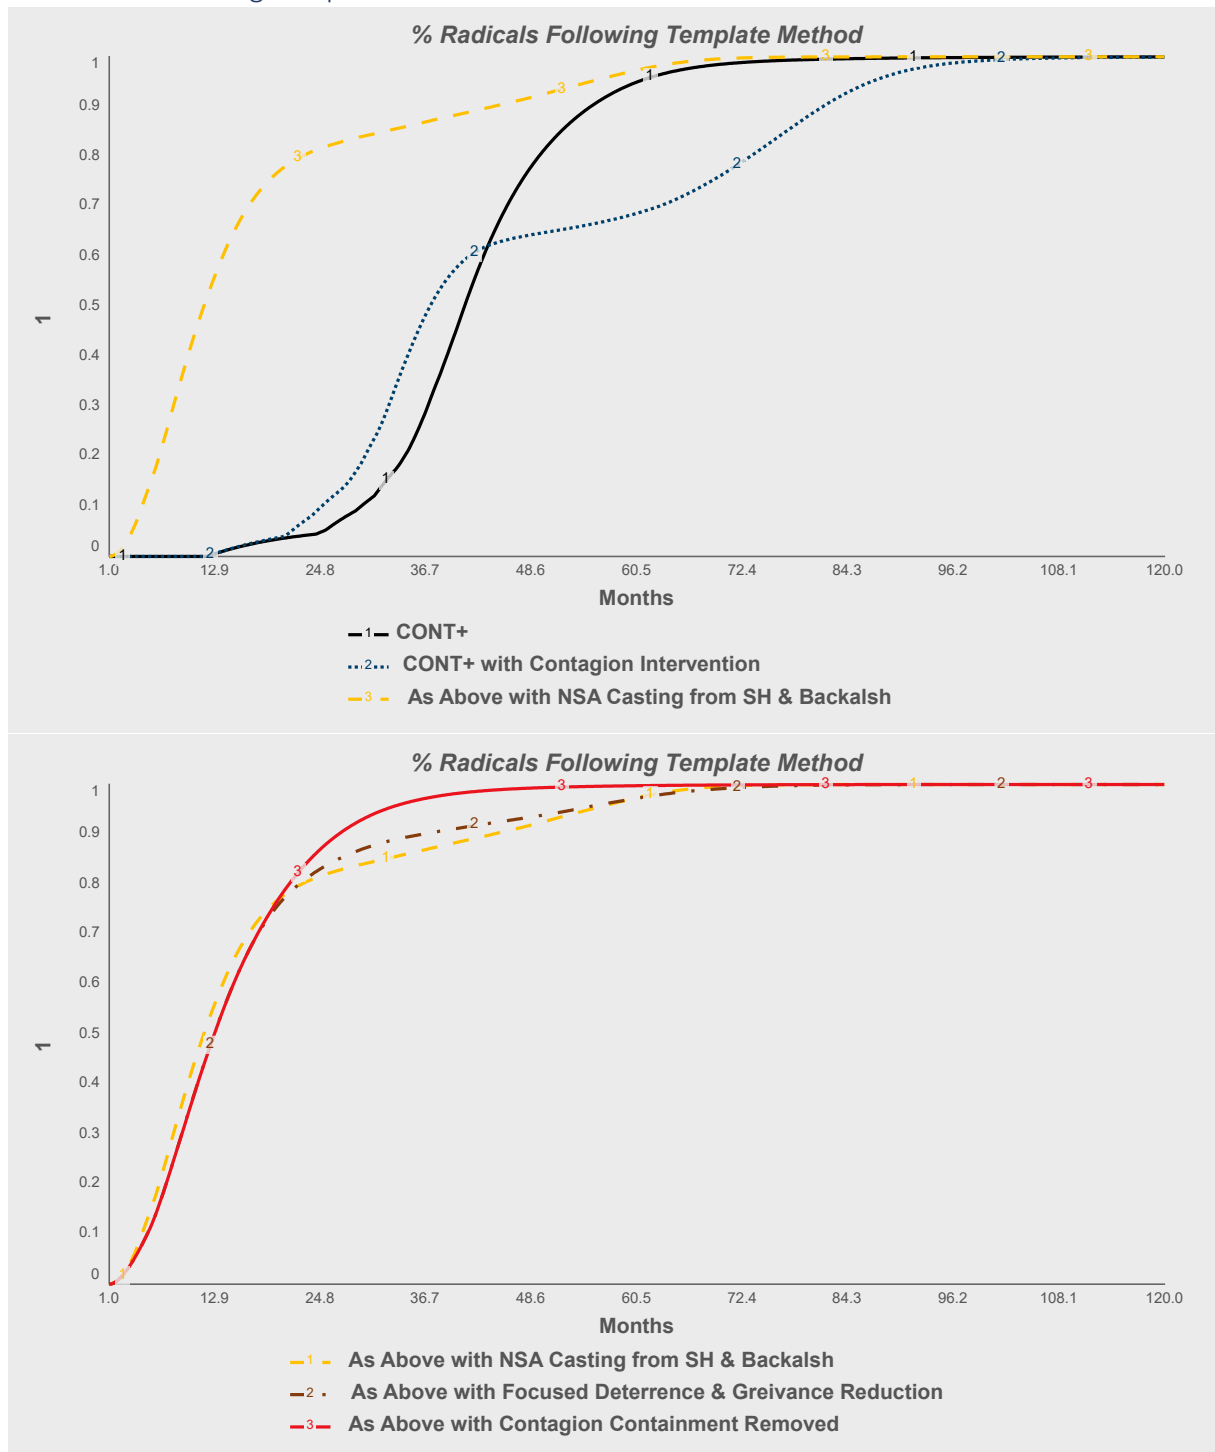 % Radicals Following Template Method
1
0.9
0.8
0.7
0.6
0.5
0.4
0.3
0.2
0.1
0
1
1.0 12.9 24.8 36.7 48.6 60.5 72.4 84.3 96.2 108.1 120.0
Months
1 CONT+
2 CONT+ with Contagion Intervention
3 As Above with NSA Casting from SH & Backalsh
% Radicals Following Template Method
1
0.9
0.8
0.7
0.6
0.5
0.4
0.3
0.2
0.1
0
1
1.0 12.9 24.8 36.7 48.6 60.5 72.4 84.3 96.2 108.1 120.0
Months
1 As Above with NSA Casting from SH & Backalsh
2 As Above with Focused Deterrence & Greivance Reduction
3 As Above with Contagion Containment Removed